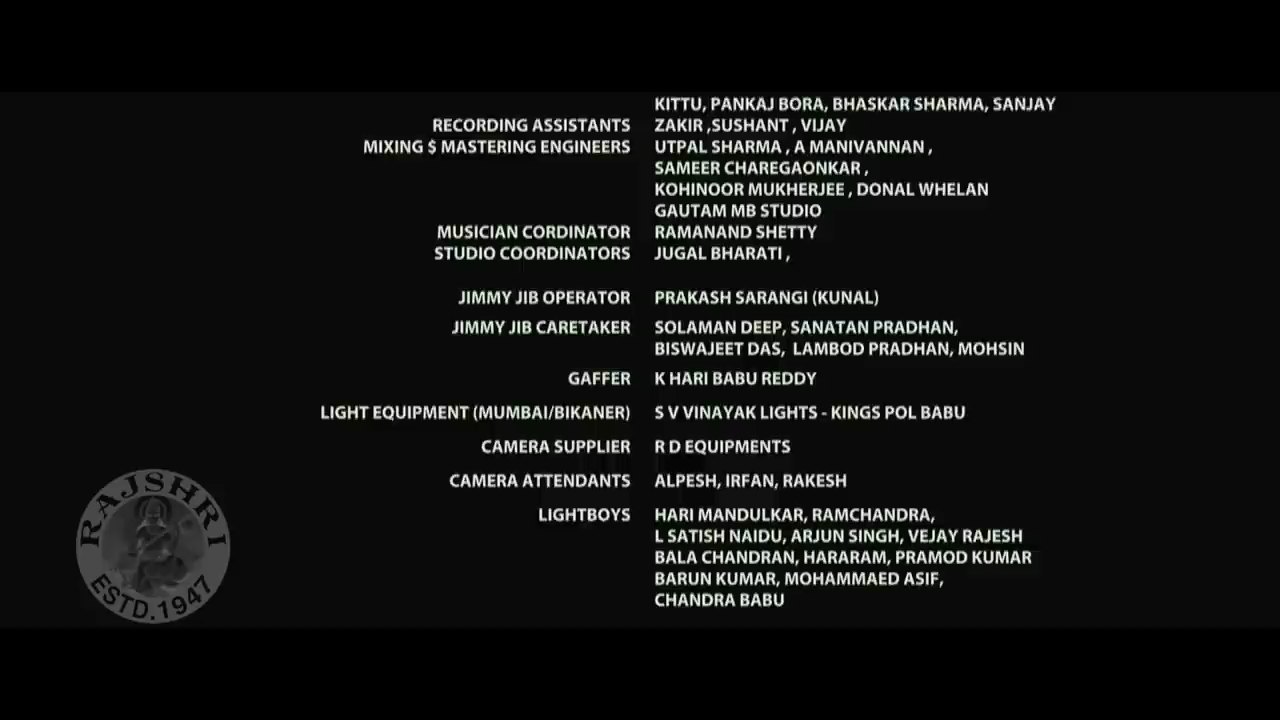 KITTU, PANKAJ BORA, BHASKAR SHARMA, SANJAY
RECORDING ASSISTANTS ZAKIR ,SUSHANT , VIJAY
MIXING $ MASTERING ENGINEERS UTPAL SHARMA , A MANIVANNAN ,
SAMEER CHAREGAONKAR ,
KOHINOOR MUKHERJEE , DONAL WHELAN
GAUTAM MB STUDIO
MUSICIAN CORDINATOR RAMANAND SHETTY
STUDIO COORDINATORS JUGAL BHARATI ,
JIMMY JIB OPERATOR PRAKASH SARANGI (KUNAL)
JIMMY JIB CARETAKER SOLAMAN DEEP, SANATAN PRADHAN,
BISWAJEET DAS, LAMBOD PRADHAN, MOHSIN
GAFFER K HARI BABU REDDY
LIGHT EQUIPMENT (MUMBAI/BIKANER) S V VINAYAK LIGHTS - KINGS POL BABU
CAMERA SUPPLIER R D EQUIPMENTS
CAMERA ATTENDANTS ALPESH, IRFAN, RAKESH
LIGHTBOYS HARI MANDULKAR, RAMCHANDRA,
L SATISH NAIDU, ARJUN SINGH, VEJAY RAJESH
BALA CHANDRAN, HARARAM, PRAMOD KUMAR
BARUN KUMAR, MOHAMMAED ASIF,
CHANDRA BABU
RAJSHRI
ESTD.1947